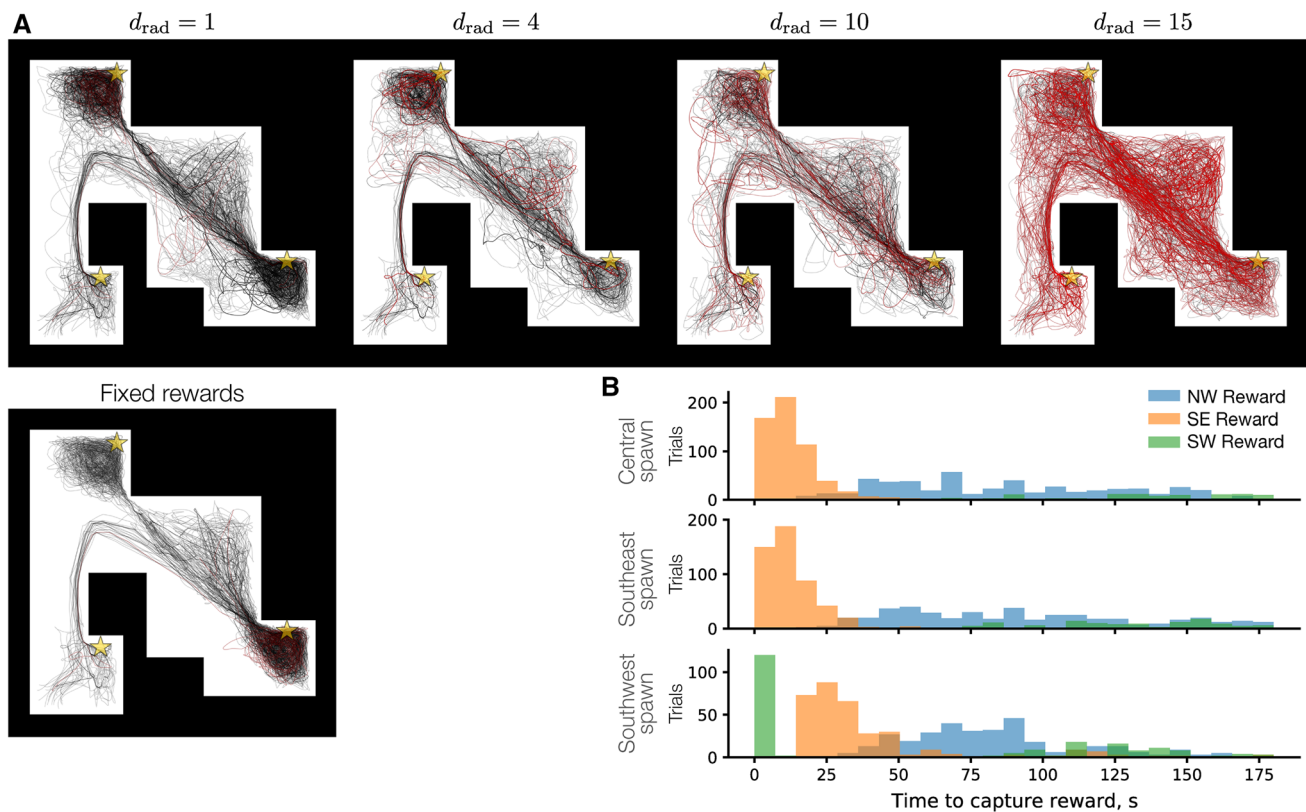 A
d_rad = 1
d_rad = 4
d_rad = 10
d_rad = 15
Fixed rewards
B
NW Reward
SE Reward
SW Reward
Central
spawn
Trials
200
100
0
Southeast
spawn
Trials
200
100
0
Southwest
spawn
Trials
100
50
0
0 25 50 75 100 125 150 175
Time to capture reward, s